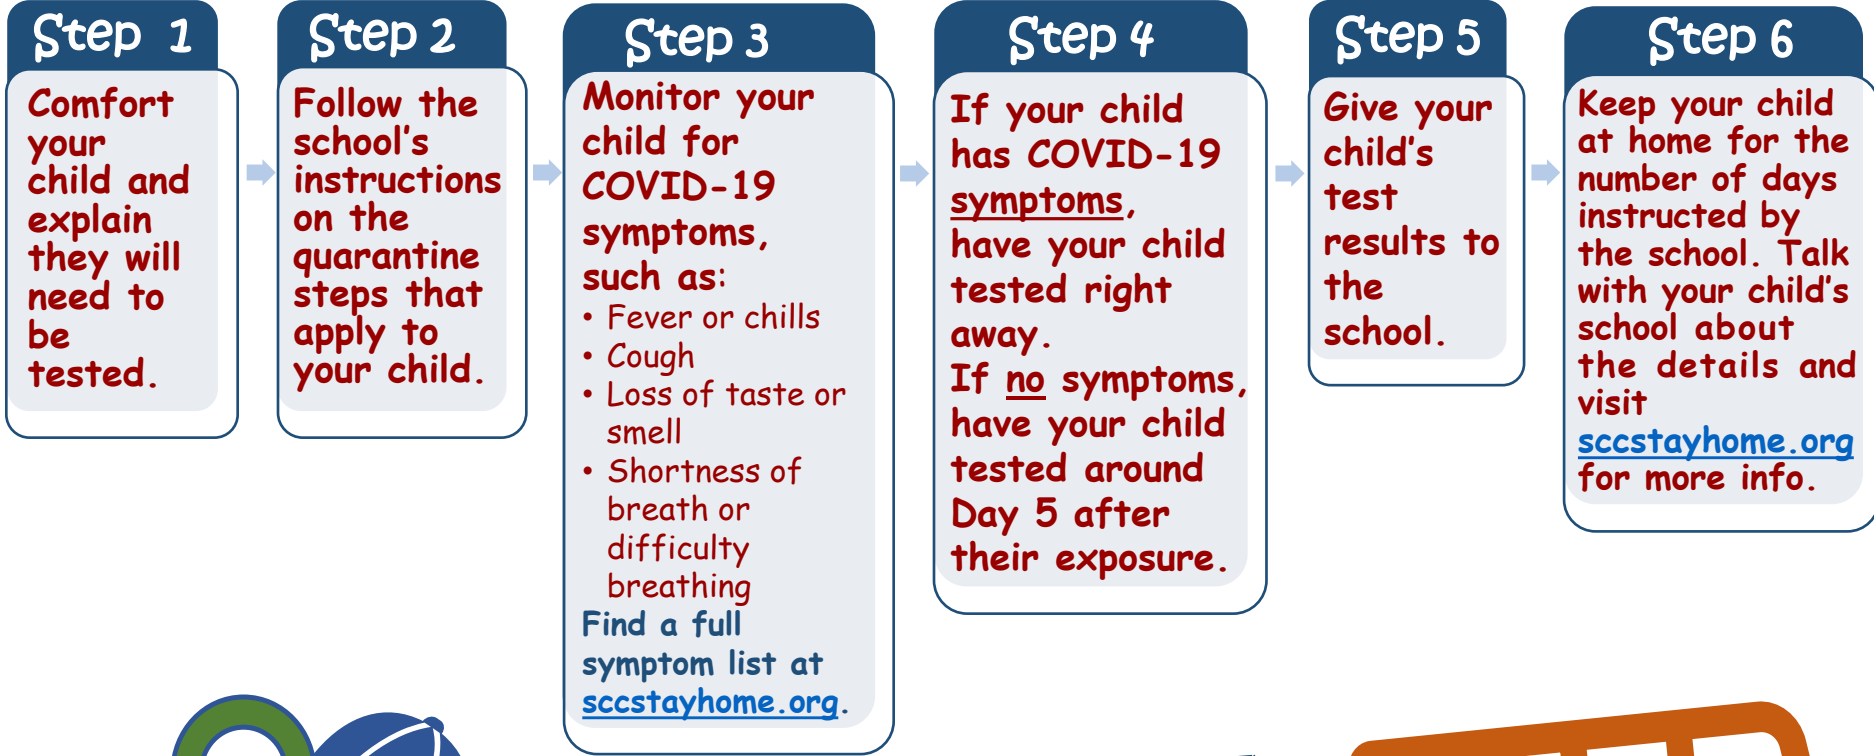 Step 1
Comfort
your
child and
explain
they will
need to
be
tested.
Step 2
Follow the
school's
instructions
on the
quarantine
steps that
apply to
your child.
Step 3
Monitor your
child for
COVID-19
symptoms,
such as:
• Fever or chills
• Cough
• Loss of taste or
smell
• Shortness of
breath or
difficulty
breathing
Find a full
symptom list at
sccstayhome.org.
Step 4
If your child
has COVID-19
symptoms,
have your child
tested right
away.
If no symptoms,
have your child
tested around
Day 5 after
their exposure.
Step 5
Give your
child's
test
results to
the
school.
Step 6
Keep your child
at home for the
number of days
instructed by
the school. Talk
with your child's
school about
the details and
visit
sccstayhome.org
for more info.